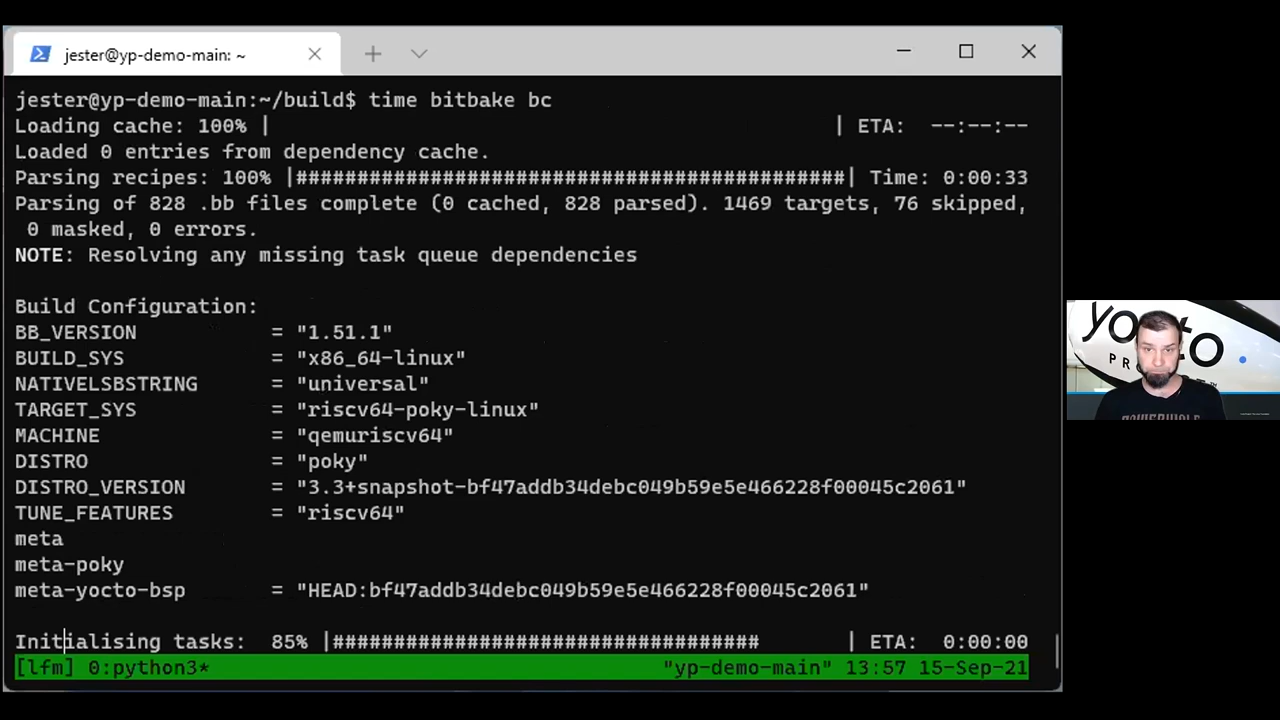 jester@yp-demo-main: ~
jester@yp-demo-main:~/build$ time bitbake bc
Loading cache: 100% | | ETA: --:--:--
Loaded 0 entries from dependency cache.
Parsing recipes: 100% |#############################################| Time: 0:00:33
Parsing of 828 .bb files complete (0 cached, 828 parsed). 1469 targets, 76 skipped,
0 masked, 0 errors.
NOTE: Resolving any missing task queue dependencies
Build Configuration:
BB_VERSION = "1.51.1"
BUILD_SYS = "x86_64-linux"
NATIVELSBSTRING = "universal"
TARGET_SYS = "riscv64-poky-linux"
MACHINE = "qemuriscv64"
DISTRO = "poky"
DISTRO_VERSION = "3.3+snapshot-bf47addb34debc049b59e5e466228f00045c2061"
TUNE_FEATURES = "riscv64"
meta
meta-poky
meta-yocto-bsp = "HEAD:bf47addb34debc049b59e5e466228f00045c2061"
Initialising tasks: 85% |################################### | ETA: 0:00:00
[lfm] 0:python3* "yp-demo-main" 13:57 15-Sep-21